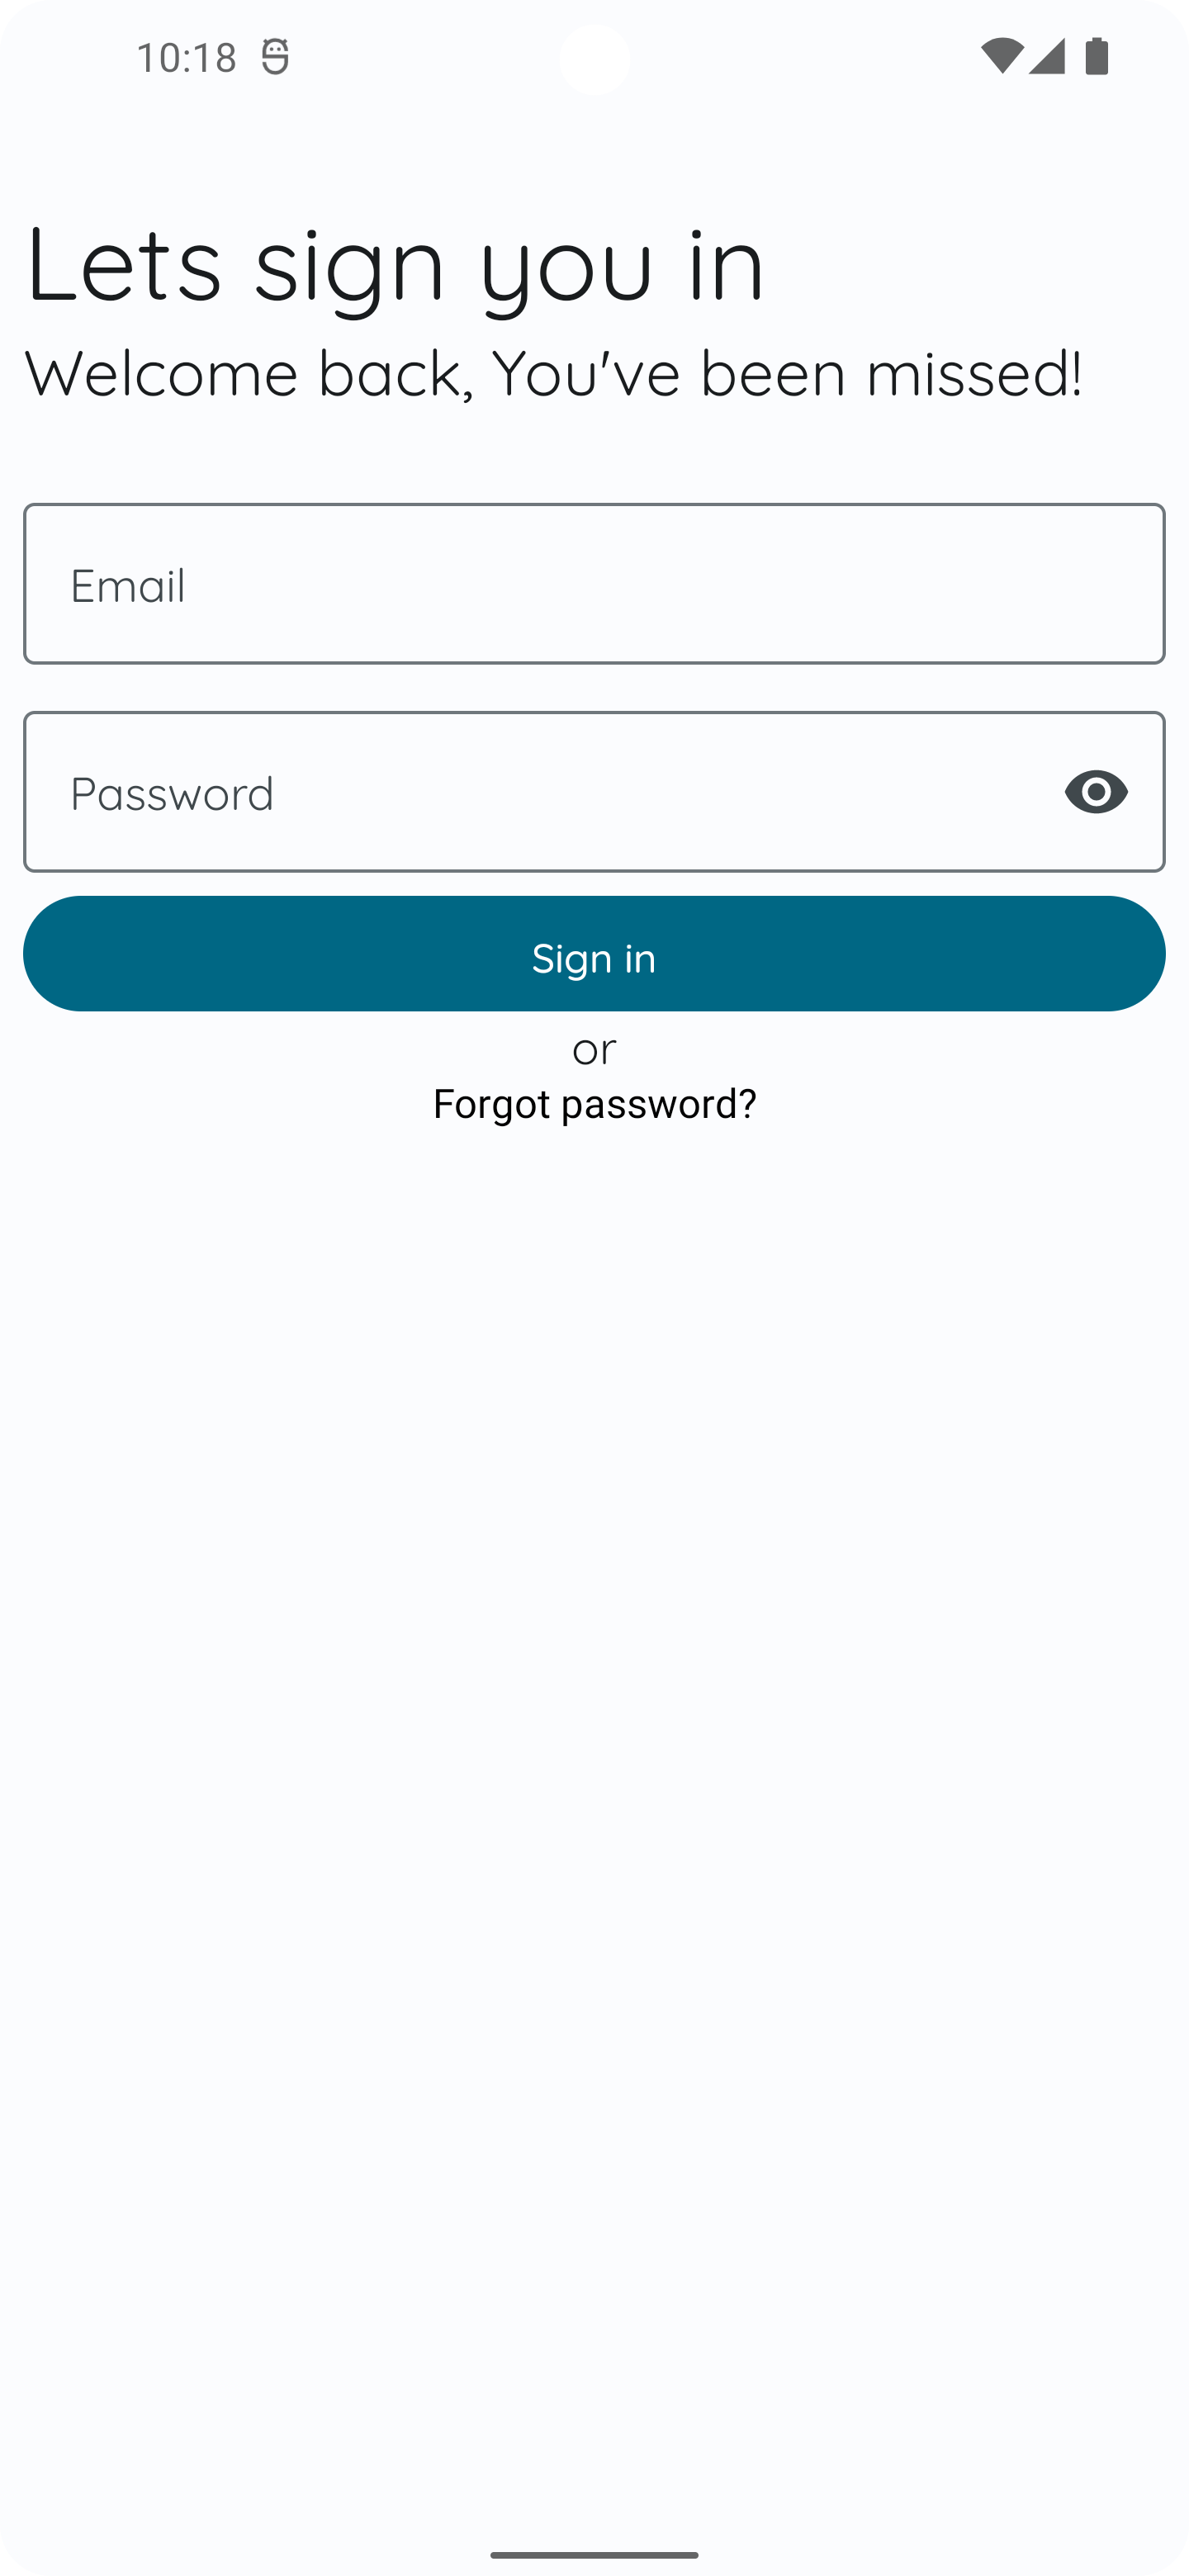 10:18
Lets sign you in
Welcome back, You've been missed!
Email
Password
Sign in
or
Forgot password?